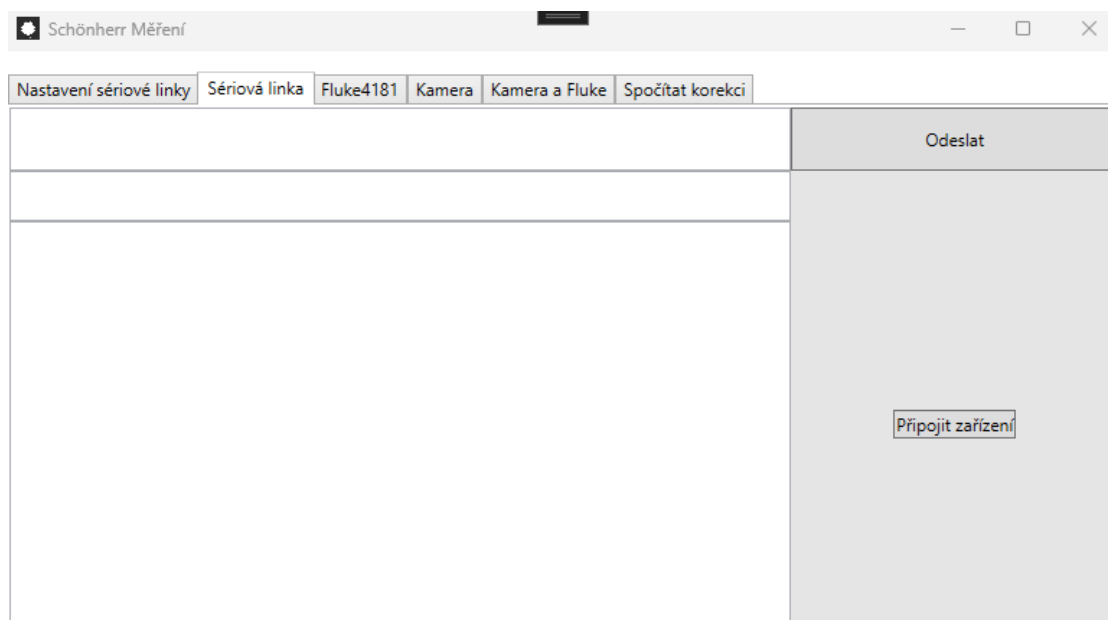 Schönherr Měření
Nastavení sériové linky Sériová linka Fluke4181 Kamera Kamera a Fluke Spočítat korekci
Odeslat
Připojit zařízení